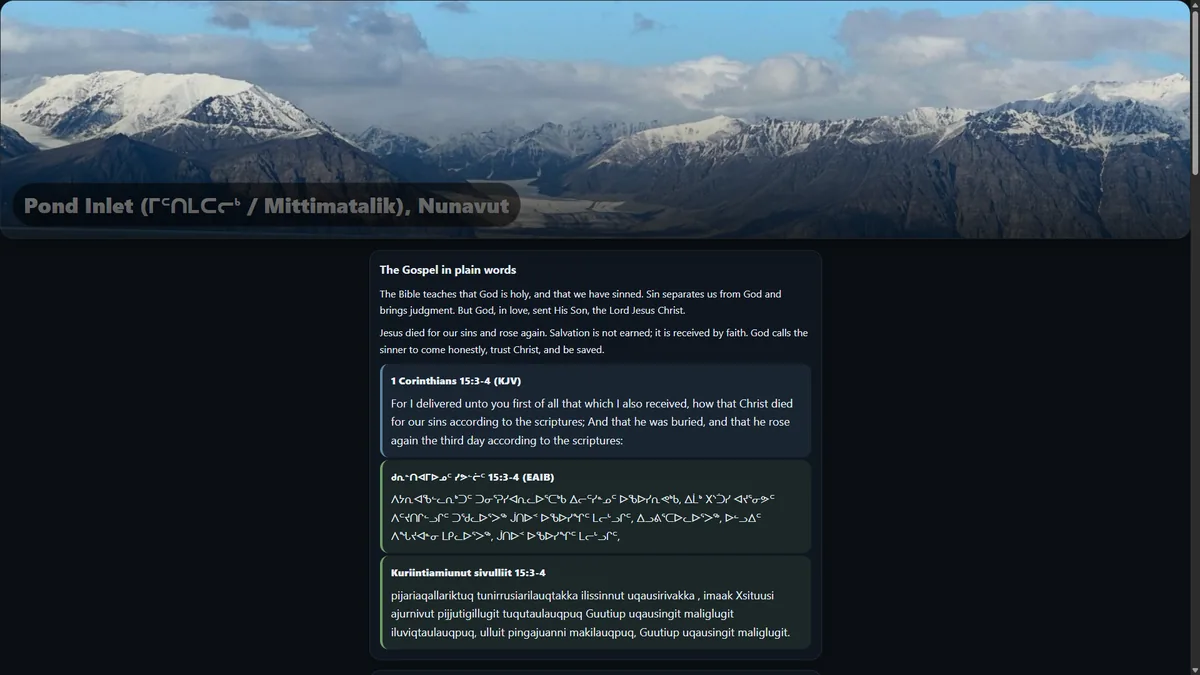 Pond Inlet (ᒥᑦᑎᒪᑕᓕᒃ / Mittimatalik), Nunavut
The Gospel in plain words
The Bible teaches that God is holy, and that we have sinned. Sin separates us from God and
brings judgment. But God, in love, sent His Son, the Lord Jesus Christ.
Jesus died for our sins and rose again. Salvation is not earned; it is received by faith. God calls the
sinner to come honestly, trust Christ, and be saved.
1 Corinthians 15:3-4 (KJV)
For I delivered unto you first of all that which I also received, how that Christ died
for our sins according to the scriptures; And that he was buried, and that he rose
again the third day according to the scriptures:
15:3-4 (EAIB)
Kuriintiamiunut sivulliit 15:3-4
pijariaqallariktuq tunirrusiarilauqtakka ilissinnut uqausirivakka , imaak Xsituusi
ajurnivut pijjutigillugit tuqutaulauqpuq Guutiup uqausingit maliglugit
iluviqtaulauqpuq, ulluit pingajuanni makilauqpuq, Guutiup uqausingit maliglugit.